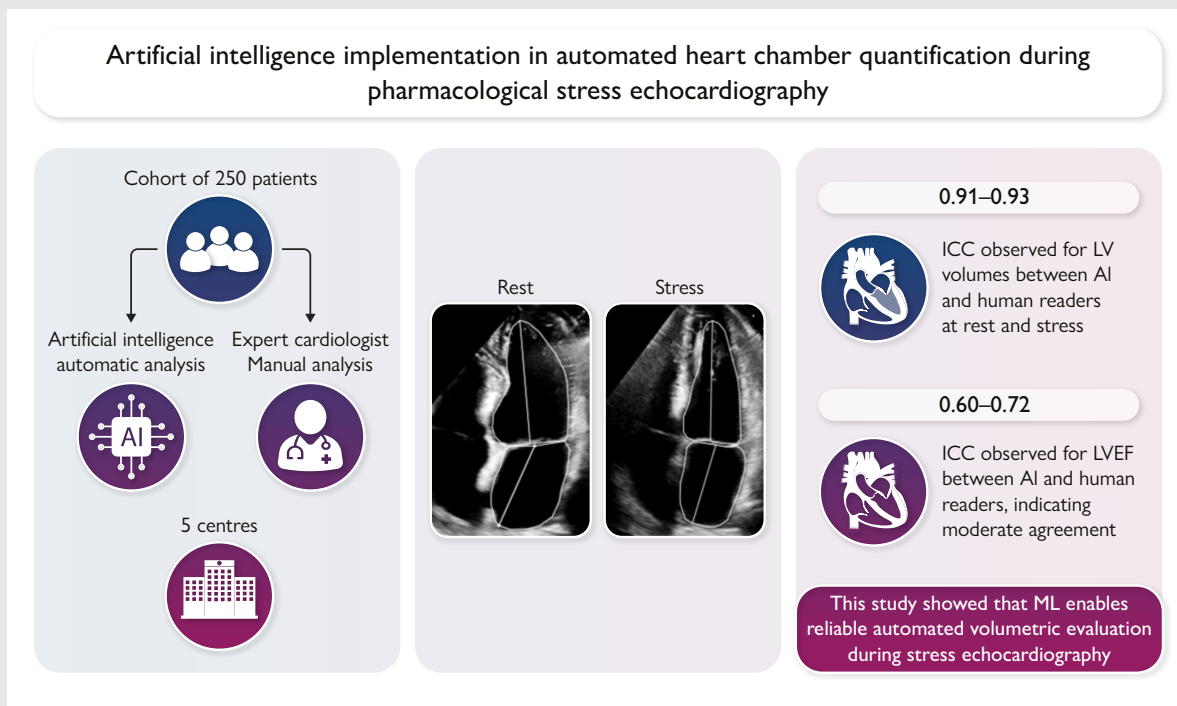 Artificial intelligence implementation in automated heart chamber quantification during
pharmacological stress echocardiography
Cohort of 250 patients
Artificial intelligence
automatic analysis
AI
Expert cardiologist
Manual analysis
5 centres
Rest
Stress
0.91–0.93
ICC observed for LV
volumes between AI
and human readers
at rest and stress
0.60–0.72
ICC observed for LVEF
between AI and human
readers, indicating
moderate agreement
This study showed that ML enables
reliable automated volumetric evaluation
during stress echocardiography